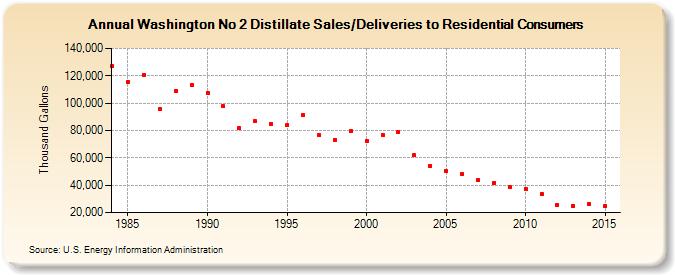 Annual Washington No 2 Distillate Sales/Deliveries to Residential Consumers
Thousand Gallons
140,000
120,000
100,000
80,000
60,000
40,000
20,000
1985 1990 1995 2000 2005 2010 2015
Source: U.S. Energy Information Administration